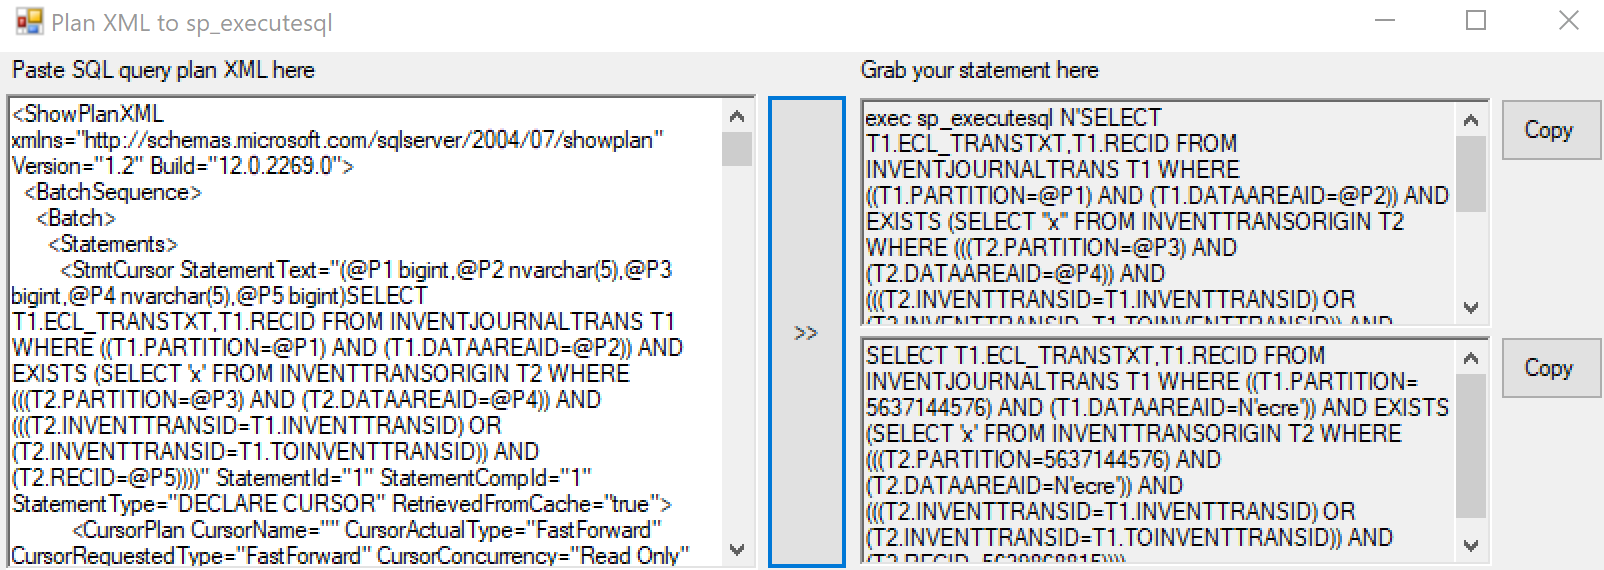 Plan XML to sp_executesql
Paste SQL query plan XML here
<ShowPlanXML
xmlns="http://schemas.microsoft.com/sqlserver/2004/07/showplan"
Version="1.2" Build="12.0.2269.0">
<BatchSequence>
<Batch>
<Statements>
<StmtCursor StatementText="(@P1 bigint,@P2 nvarchar(5),@P3
bigint,@P4 nvarchar(5),@P5 bigint)SELECT
T1.ECL_TRANSTXT,T1.RECID FROM INVENTJOURNALTRANS T1
WHERE ((T1.PARTITION=@P1) AND (T1.DATAAREAID=@P2)) AND
EXISTS (SELECT 'x' FROM INVENTTRANSORIGIN T2 WHERE
(((T2.PARTITION=@P3) AND (T2.DATAAREAID=@P4)) AND
(((T2.INVENTTRANSID=T1.INVENTTRANSID) OR
(T2.INVENTTRANSID=T1.TOINVENTTRANSID)) AND
(T2.RECID=@P5))))" StatementId="1" StatementCompId="1"
StatementType="DECLARE CURSOR" RetrievedFromCache="true">
<CursorPlan CursorName="" CursorActualType="FastForward"
CursorRequestedType="FastForward" CursorConcurrency="Read Only"
>>
Grab your statement here
exec sp_executesql N'SELECT
T1.ECL_TRANSTXT,T1.RECID FROM
INVENTJOURNALTRANS T1 WHERE
((T1.PARTITION=@P1) AND (T1.DATAAREAID=@P2)) AND
EXISTS (SELECT ''x'' FROM INVENTTRANSORIGIN T2
WHERE (((T2.PARTITION=@P3) AND
(T2.DATAAREAID=@P4)) AND
(((T2.INVENTTRANSID=T1.INVENTTRANSID) OR
(T2.INVENTTRANSID=T1.TOINVENTTRANSID)) AND
Copy
SELECT T1.ECL_TRANSTXT,T1.RECID FROM
INVENTJOURNALTRANS T1 WHERE ((T1.PARTITION=
5637144576) AND (T1.DATAAREAID=N'ecre')) AND EXISTS
(SELECT 'x' FROM INVENTTRANSORIGIN T2 WHERE
(((T2.PARTITION=5637144576) AND
(T2.DATAAREAID=N'ecre')) AND
(((T2.INVENTTRANSID=T1.INVENTTRANSID) OR
(T2.INVENTTRANSID=T1.TOINVENTTRANSID)) AND
Copy